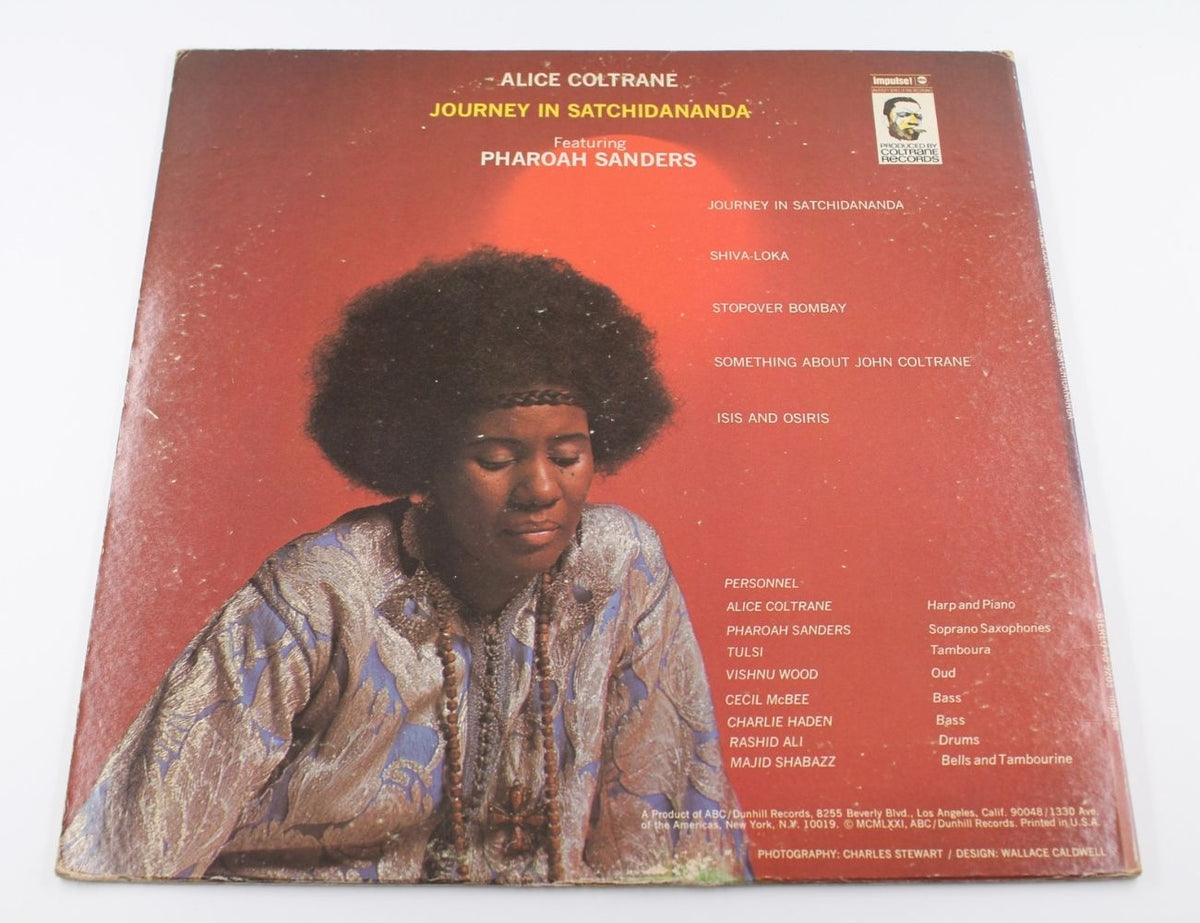 ALICE COLTRANE
JOURNEY IN SATCHIDANANDA
Featuring
PHAROAH SANDERS
impulse! abc
PRODUCED BY
COLTRANE
RECORDS
JOURNEY IN SATCHIDANANDA
SHIVA-LOKA
STOPOVER BOMBAY
SOMETHING ABOUT JOHN COLTRANE
ISIS AND OSIRIS
PERSONNEL
ALICE COLTRANE Harp and Piano
PHAROAH SANDERS Soprano Saxophones
TULSI Tamboura
VISHNU WOOD Oud
CECIL McBEE Bass
CHARLIE HADEN Bass
RASHID ALI Drums
MAJID SHABAZZ Bells and Tambourine
A Product of ABC/Dunhill Records, 8255 Beverly Blvd., Los Angeles, Calif. 90048/1330 Ave.
of the Americas, New York, N.Y. 10019. © MCMLXXI, ABC/Dunhill Records. Printed in U.S.A.
PHOTOGRAPHY: CHARLES STEWART / DESIGN: WALLACE CALDWELL